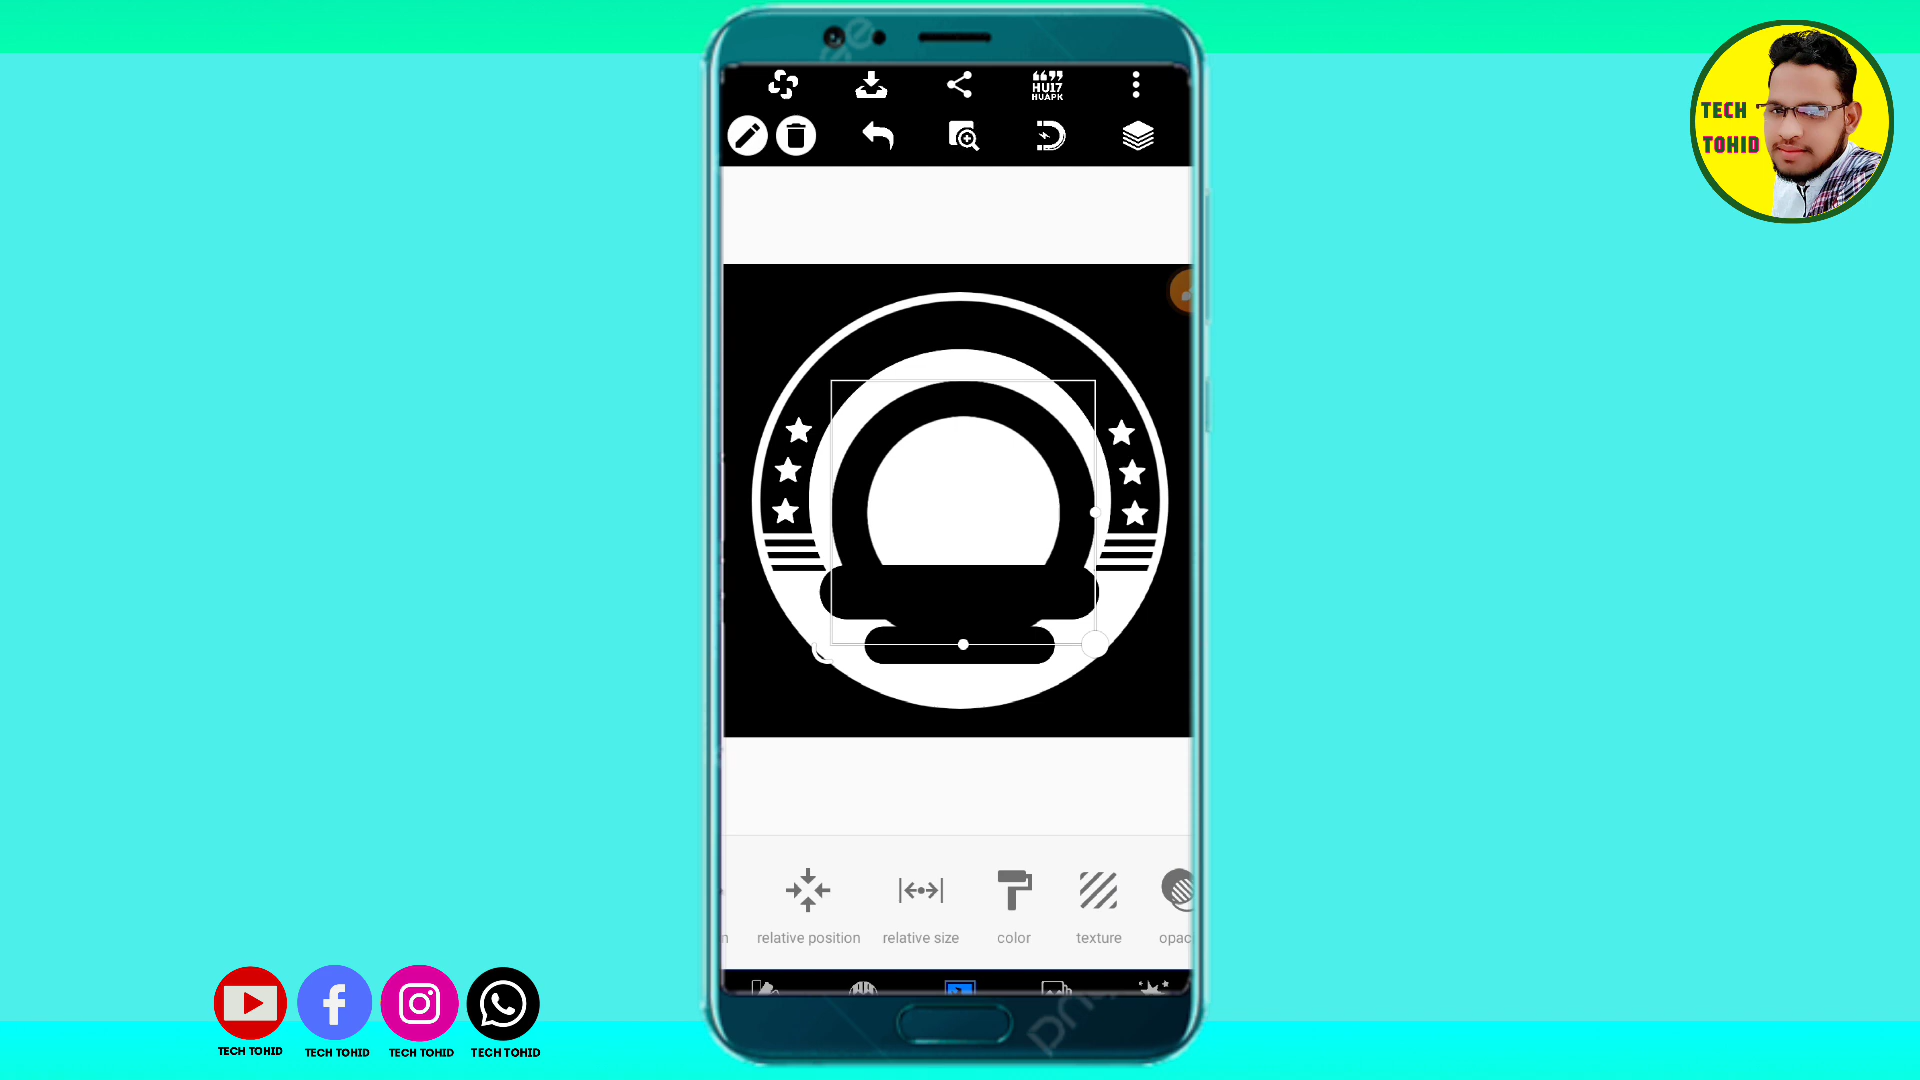 TECH
TOHID
HU17
HUAPK
relative position
relative size
color
texture
opac
TECH TOHID
TECH TOHID
TECH TOHID
TECH TOHID